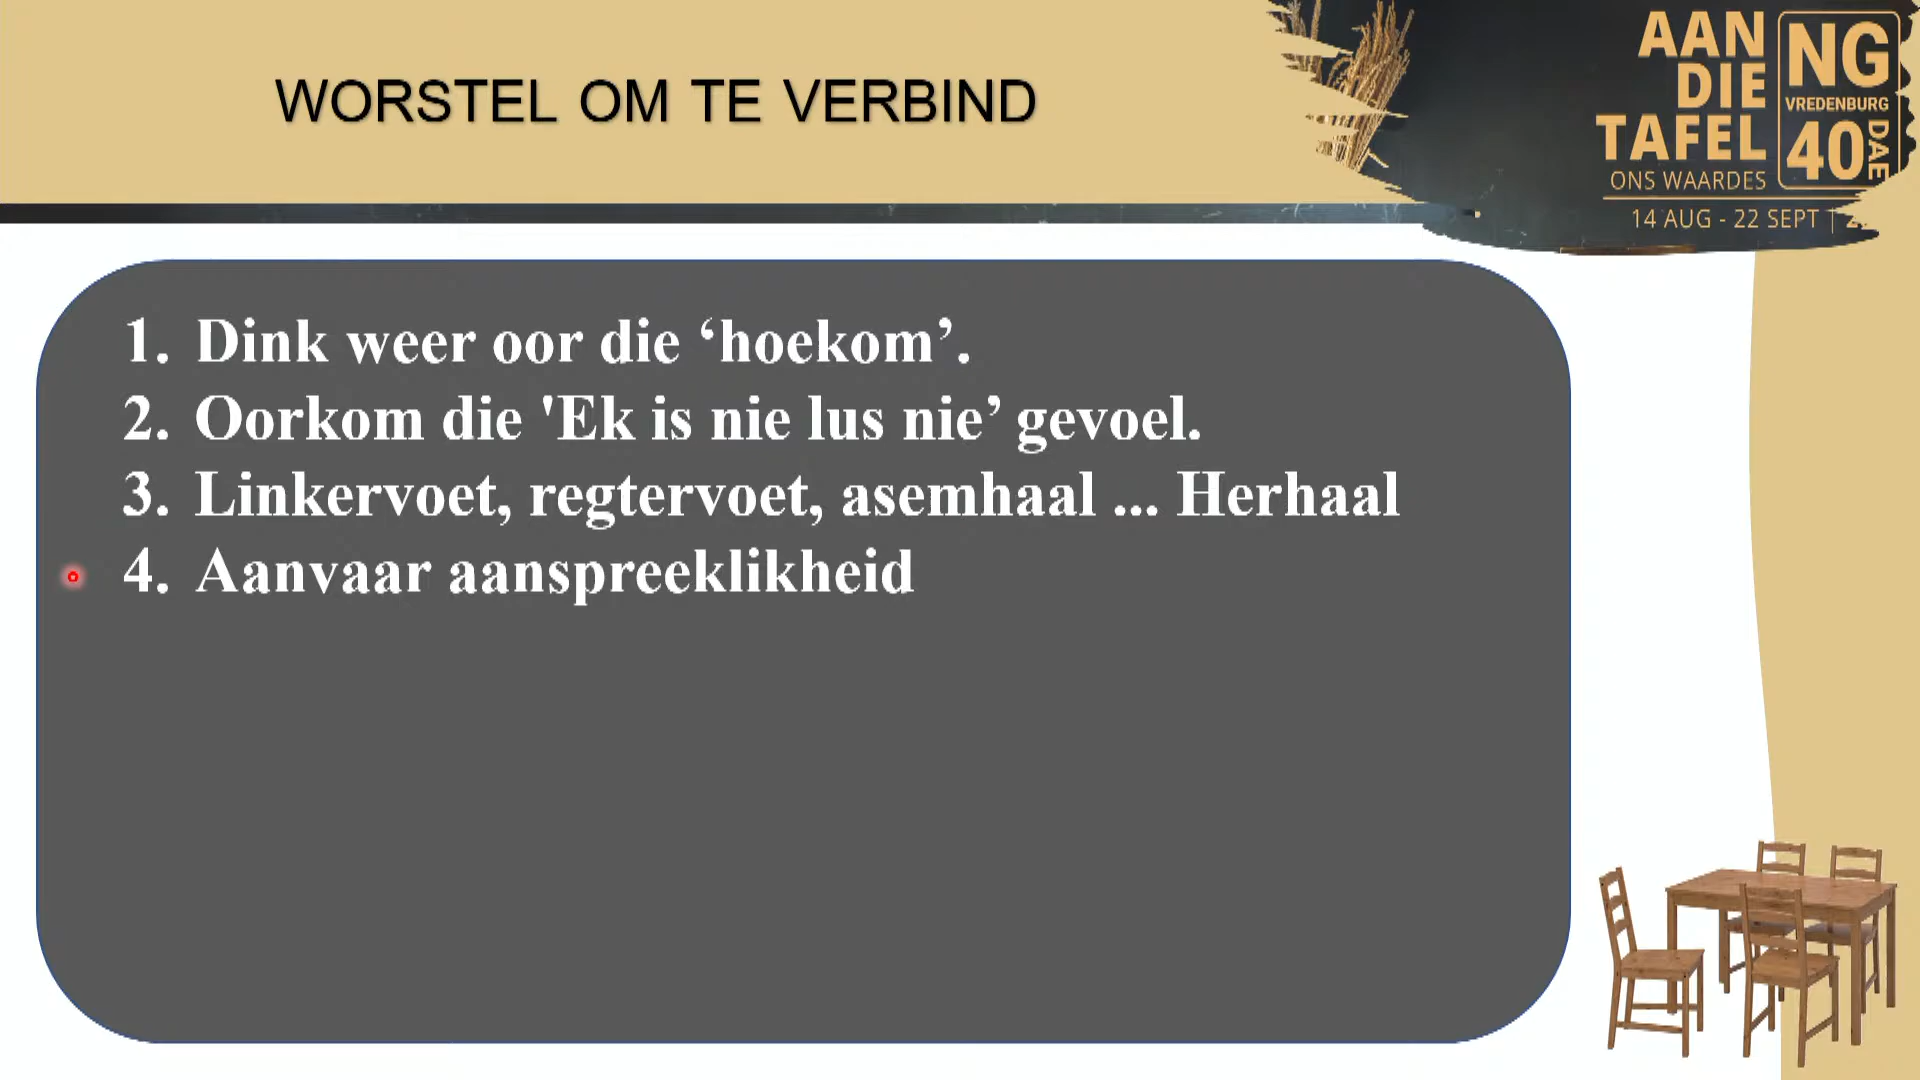 WORSTEL OM TE VERBIND
AAN
DIE
TAFEL
ONS WAARDES
NG
VREDENBURG
40
DAE
14 AUG - 22 SEPT |
1. Dink weer oor die ‘hoekom’.
2. Oorkom die 'Ek is nie lus nie’ gevoel.
3. Linkervoet, regtervoet, asemhaal ... Herhaal
4. Aanvaar aanspreeklikheid